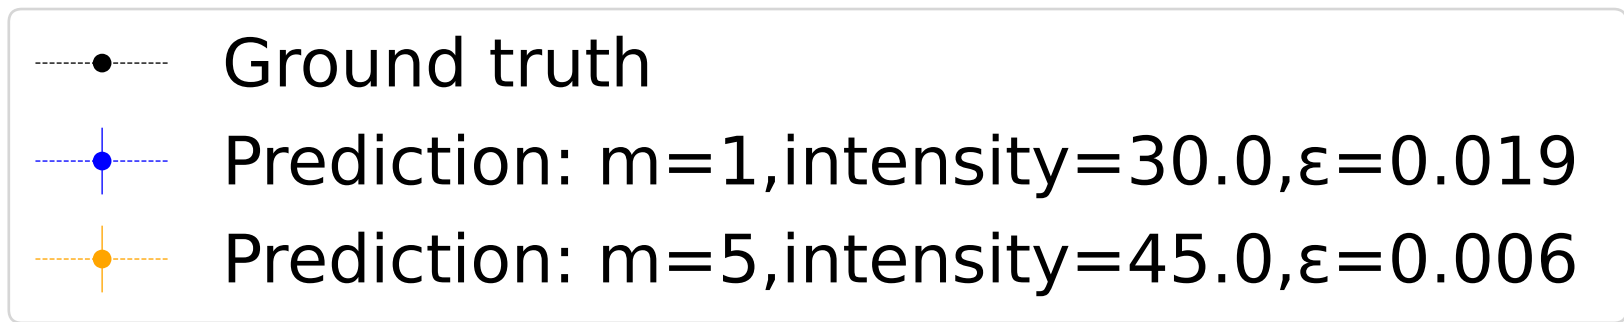 Ground truth
Prediction: m=1,intensity=30.0,ε=0.019
Prediction: m=5,intensity=45.0,ε=0.006